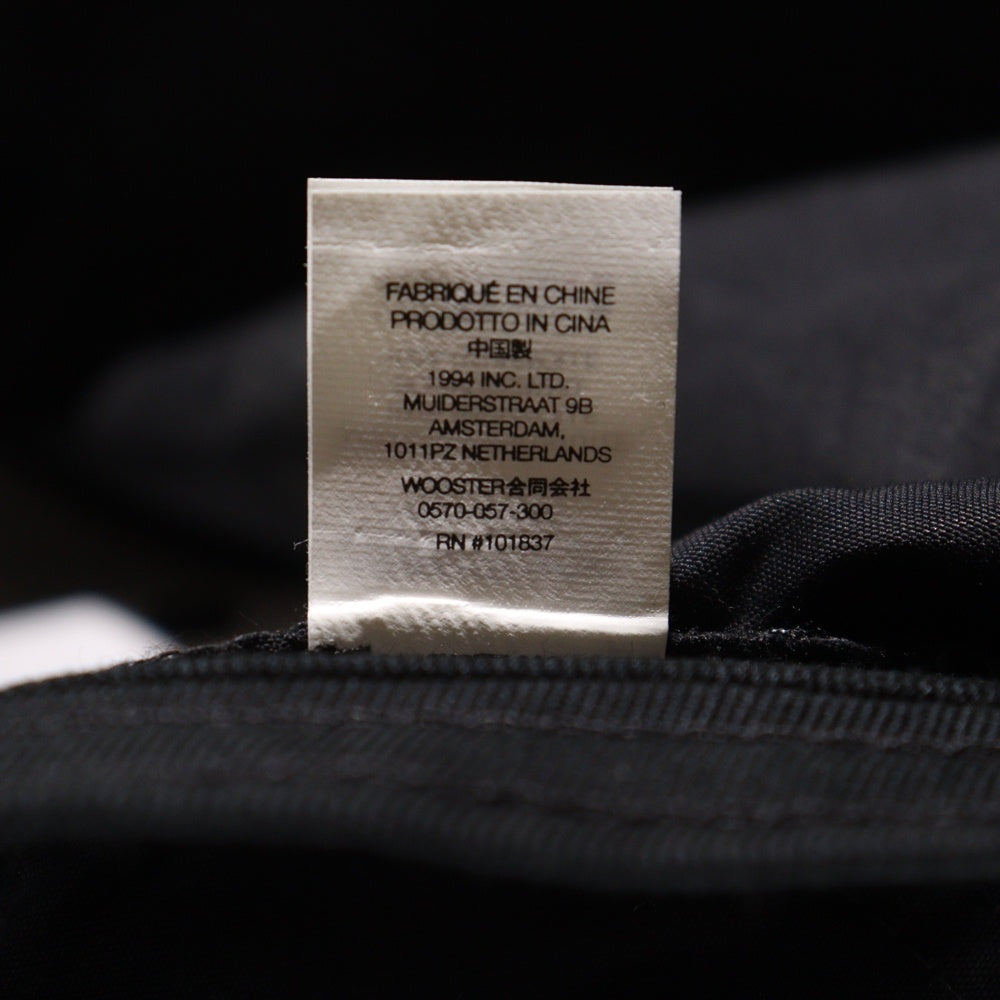 FABRIQUÉ EN CHINE
PRODOTTO IN CINA
中国製
1994 INC. LTD.
MUIDERSTRAAT 9B
AMSTERDAM,
1011PZ NETHERLANDS
WOOSTER合同会社
0570-057-300
RN #101837